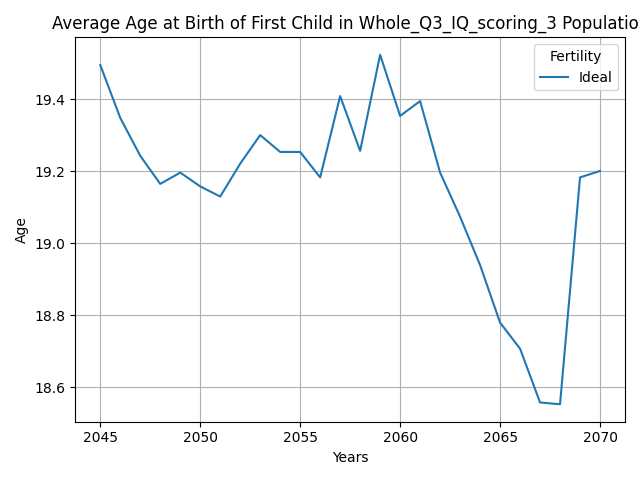 Average Age at Birth of First Child in Whole_Q3_IQ_scoring_3 Populatio
Fertility
Ideal
19.4
19.2
19.0
18.8
18.6
Age
2045 2050 2055 2060 2065 2070
Years